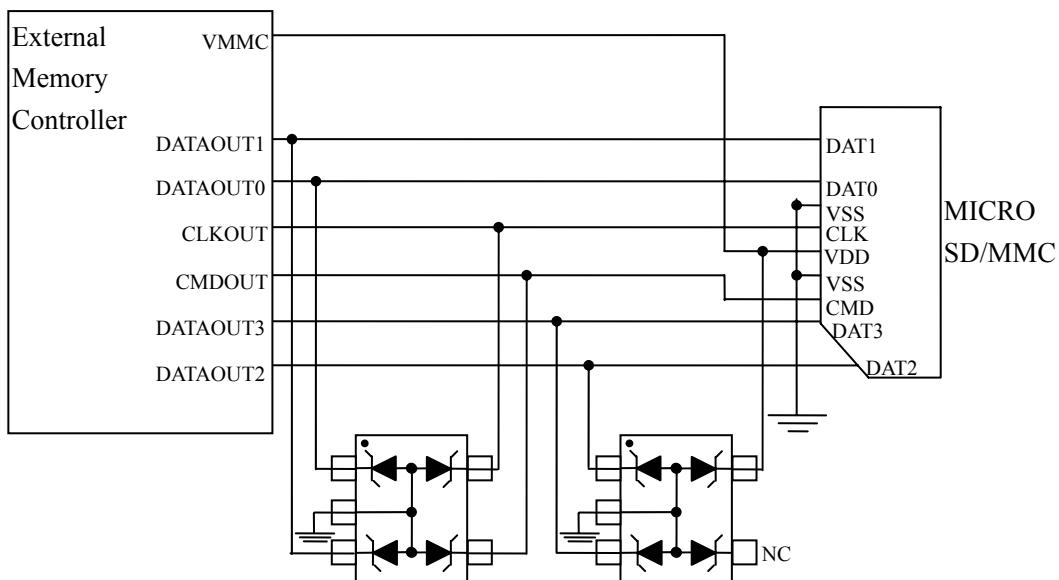 External
Memory
Controller
VMMC
DATAOUT1
DATAOUT0
CLKOUT
CMDOUT
DATAOUT3
DATAOUT2
DAT1
DAT0
VSS
CLK
VDD
VSS
CMD
DAT3
DAT2
MICRO
SD/MMC
NC